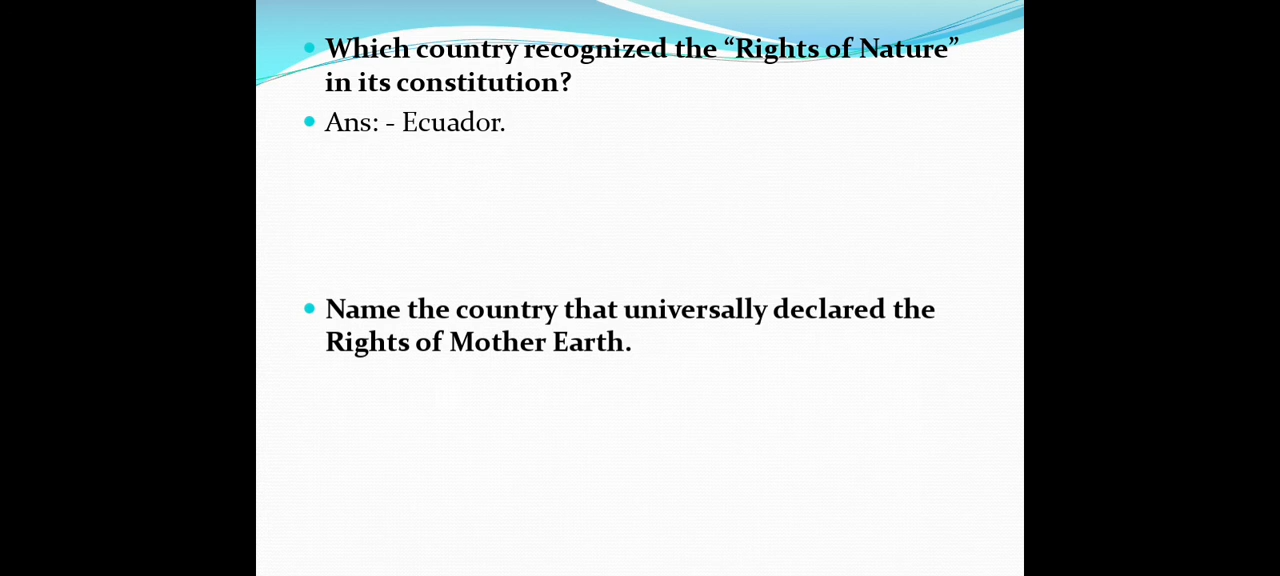 Which country recognized the “Rights of Nature”
in its constitution?
Ans: - Ecuador.
Name the country that universally declared the
Rights of Mother Earth.